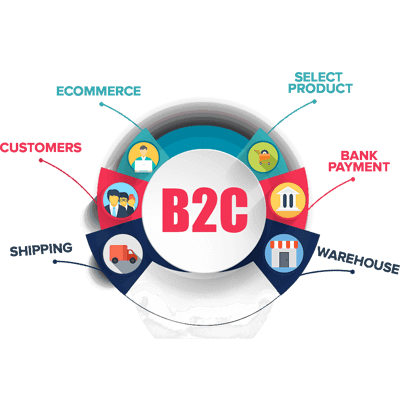 ECOMMERCE
SELECT
PRODUCT
CUSTOMERS
BANK
PAYMENT
B2C
SHIPPING
WAREHOUSE